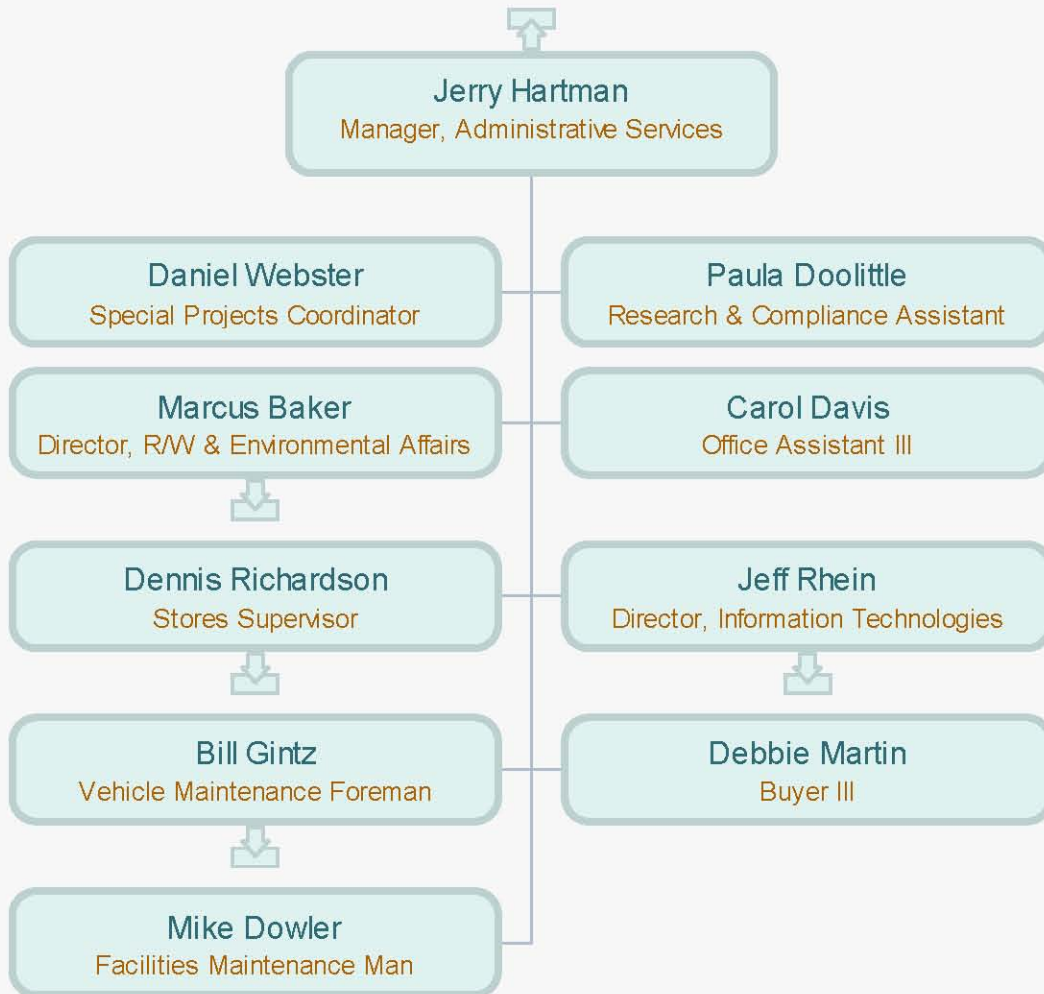 Jerry Hartman
Manager, Administrative Services
Daniel Webster
Special Projects Coordinator
Paula Doolittle
Research & Compliance Assistant
Marcus Baker
Director, R/W & Environmental Affairs
Carol Davis
Office Assistant III
Dennis Richardson
Stores Supervisor
Jeff Rhein
Director, Information Technologies
Bill Gintz
Vehicle Maintenance Foreman
Debbie Martin
Buyer III
Mike Dowler
Facilities Maintenance Man